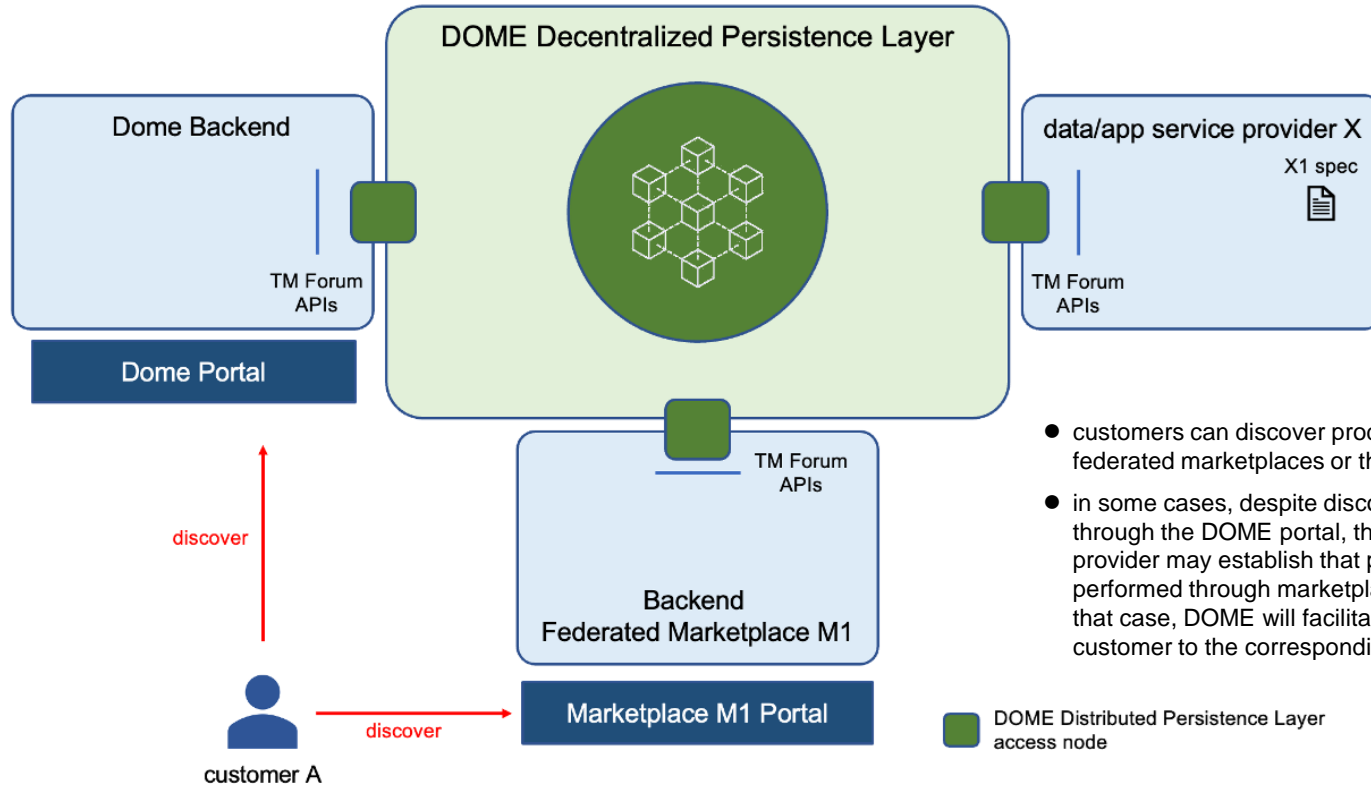 DOME Decentralized Persistence Layer
Dome Backend
TM Forum
APIs
Dome Portal
data/app service provider X
X1 spec
TM Forum
APIs
TM Forum
APIs
Backend
Federated Marketplace M1
Marketplace M1 Portal
discover
discover
customer A
● customers can discover
federated marketplaces or
● in some cases, despite
through the DOME portal,
provider may establish that
performed through
that case, DOME will
customer to the
DOME Distributed Persistence Layer
access node